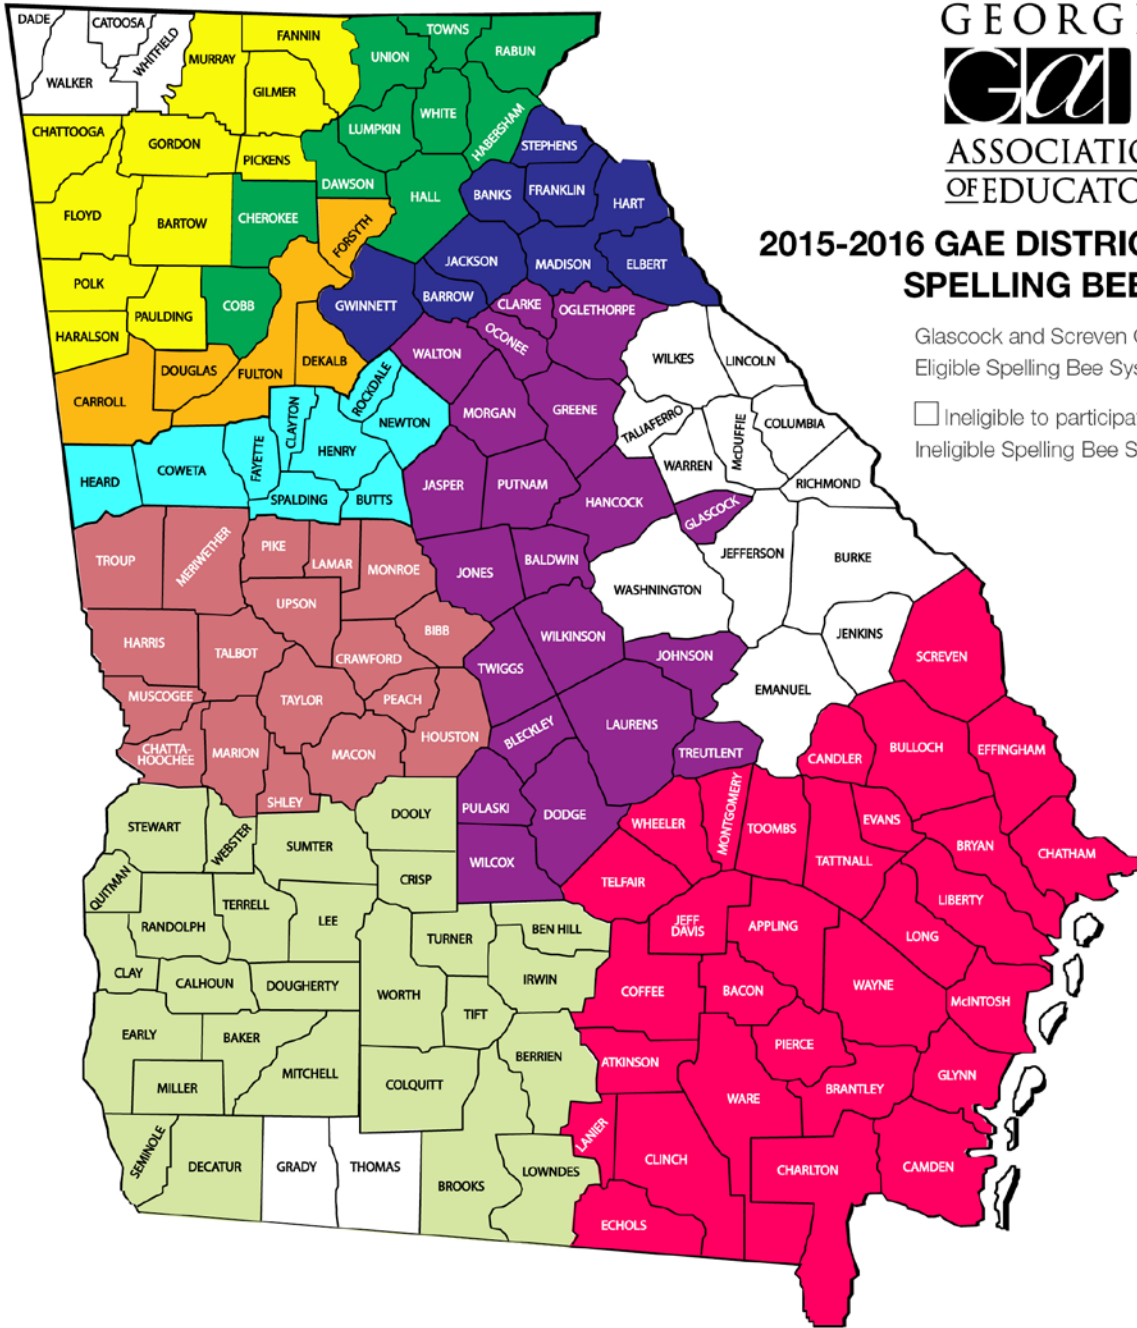 GEORGI
Gal
ASSOCIATIO
OF EDUCATO
2015-2016 GAE DISTRIC
SPELLING BEE
Glascock and Screven C
Eligible Spelling Bee Sys
Ineligible to participa
Ineligible Spelling Bee S
DADE
CATOOSA
WHITFIELD
WALKER
MURRAY
FANNIN
GILMER
UNION
TOWNS
RABUN
WHITE
LUMPKIN
HABERSHAM
CHATTOOGA
GORDON
PICKENS
DAWSON
HALL
STEPHENS
BANKS
FRANKLIN
HART
FLOYD
BARTOW
CHEROKEE
FORSYTH
JACKSON
MADISON
ELBERT
POLK
PAULDING
COBB
GWINNETT
BARROW
CLARKE
OGLETHORPE
OCONEE
HARALSON
DOUGLAS
FULTON
DEKALB
WALTON
WILKES
LINCOLN
CARROLL
CLAYTON
ROCKDALE
NEWTON
MORGAN
GREENE
TALIAFERRO
McDUFFIE
COLUMBIA
HEARD
COWETA
FAYETTE
HENRY
SPALDING
BUTTS
JASPER
PUTNAM
HANCOCK
WARREN
RICHMOND
GLASCOCK
TROUP
MERIWETHER
PIKE
LAMAR
MONROE
JONES
BALDWIN
WASHNINGTON
JEFFERSON
BURKE
UPSON
HARRIS
TALBOT
CRAWFORD
BIBB
TWIGGS
WILKINSON
JOHNSON
JENKINS
SCREVEN
EMANUEL
MUSCOGEE
TAYLOR
PEACH
HOUSTON
BLECKLEY
LAURENS
TREUTLENT
CHATTA-
HOOCHEE
MARION
MACON
SHLEY
CANDLER
BULLOCH
EFFINGHAM
STEWART
WEBSTER
SUMTER
DOOLY
PULASKI
DODGE
WHEELER
MONTGOMERY
TOOMBS
TATTNALL
EVANS
BRYAN
CHATHAM
QUITMAN
RANDOLPH
TERRELL
LEE
CRISP
WILCOX
TELFAIR
JEFF
DAVIS
APPLING
LIBERTY
LONG
CLAY
CALHOUN
DOUGHERTY
WORTH
TURNER
BEN HILL
IRWIN
TIFT
COFFEE
BACON
WAYNE
McINTOSH
EARLY
BAKER
MILLER
MITCHELL
COLQUITT
BERRIEN
ATKINSON
PIERCE
WARE
BRANTLEY
GLYNN
SEMINOLE
DECATUR
GRADY
THOMAS
BROOKS
LOWNDES
LANIER
CLINCH
ECHOLS
CHARLTON
CAMDEN